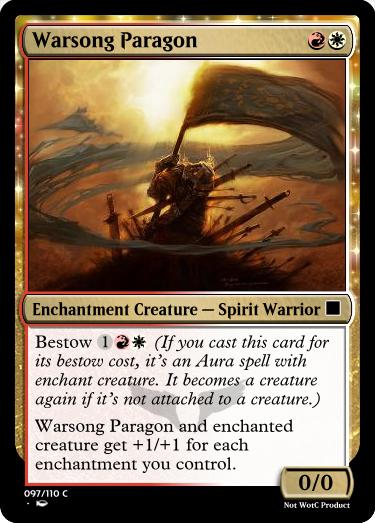 Warsong Paragon
Enchantment Creature — Spirit Warrior
Bestow 1 (If you cast this card for
its bestow cost, it's an Aura spell with
enchant creature. It becomes a creature
again if it's not attached to a creature.)
Warsong Paragon and enchanted
creature get +1/+1 for each
enchantment you control.
0/0
097/110 C
Not WotC Product